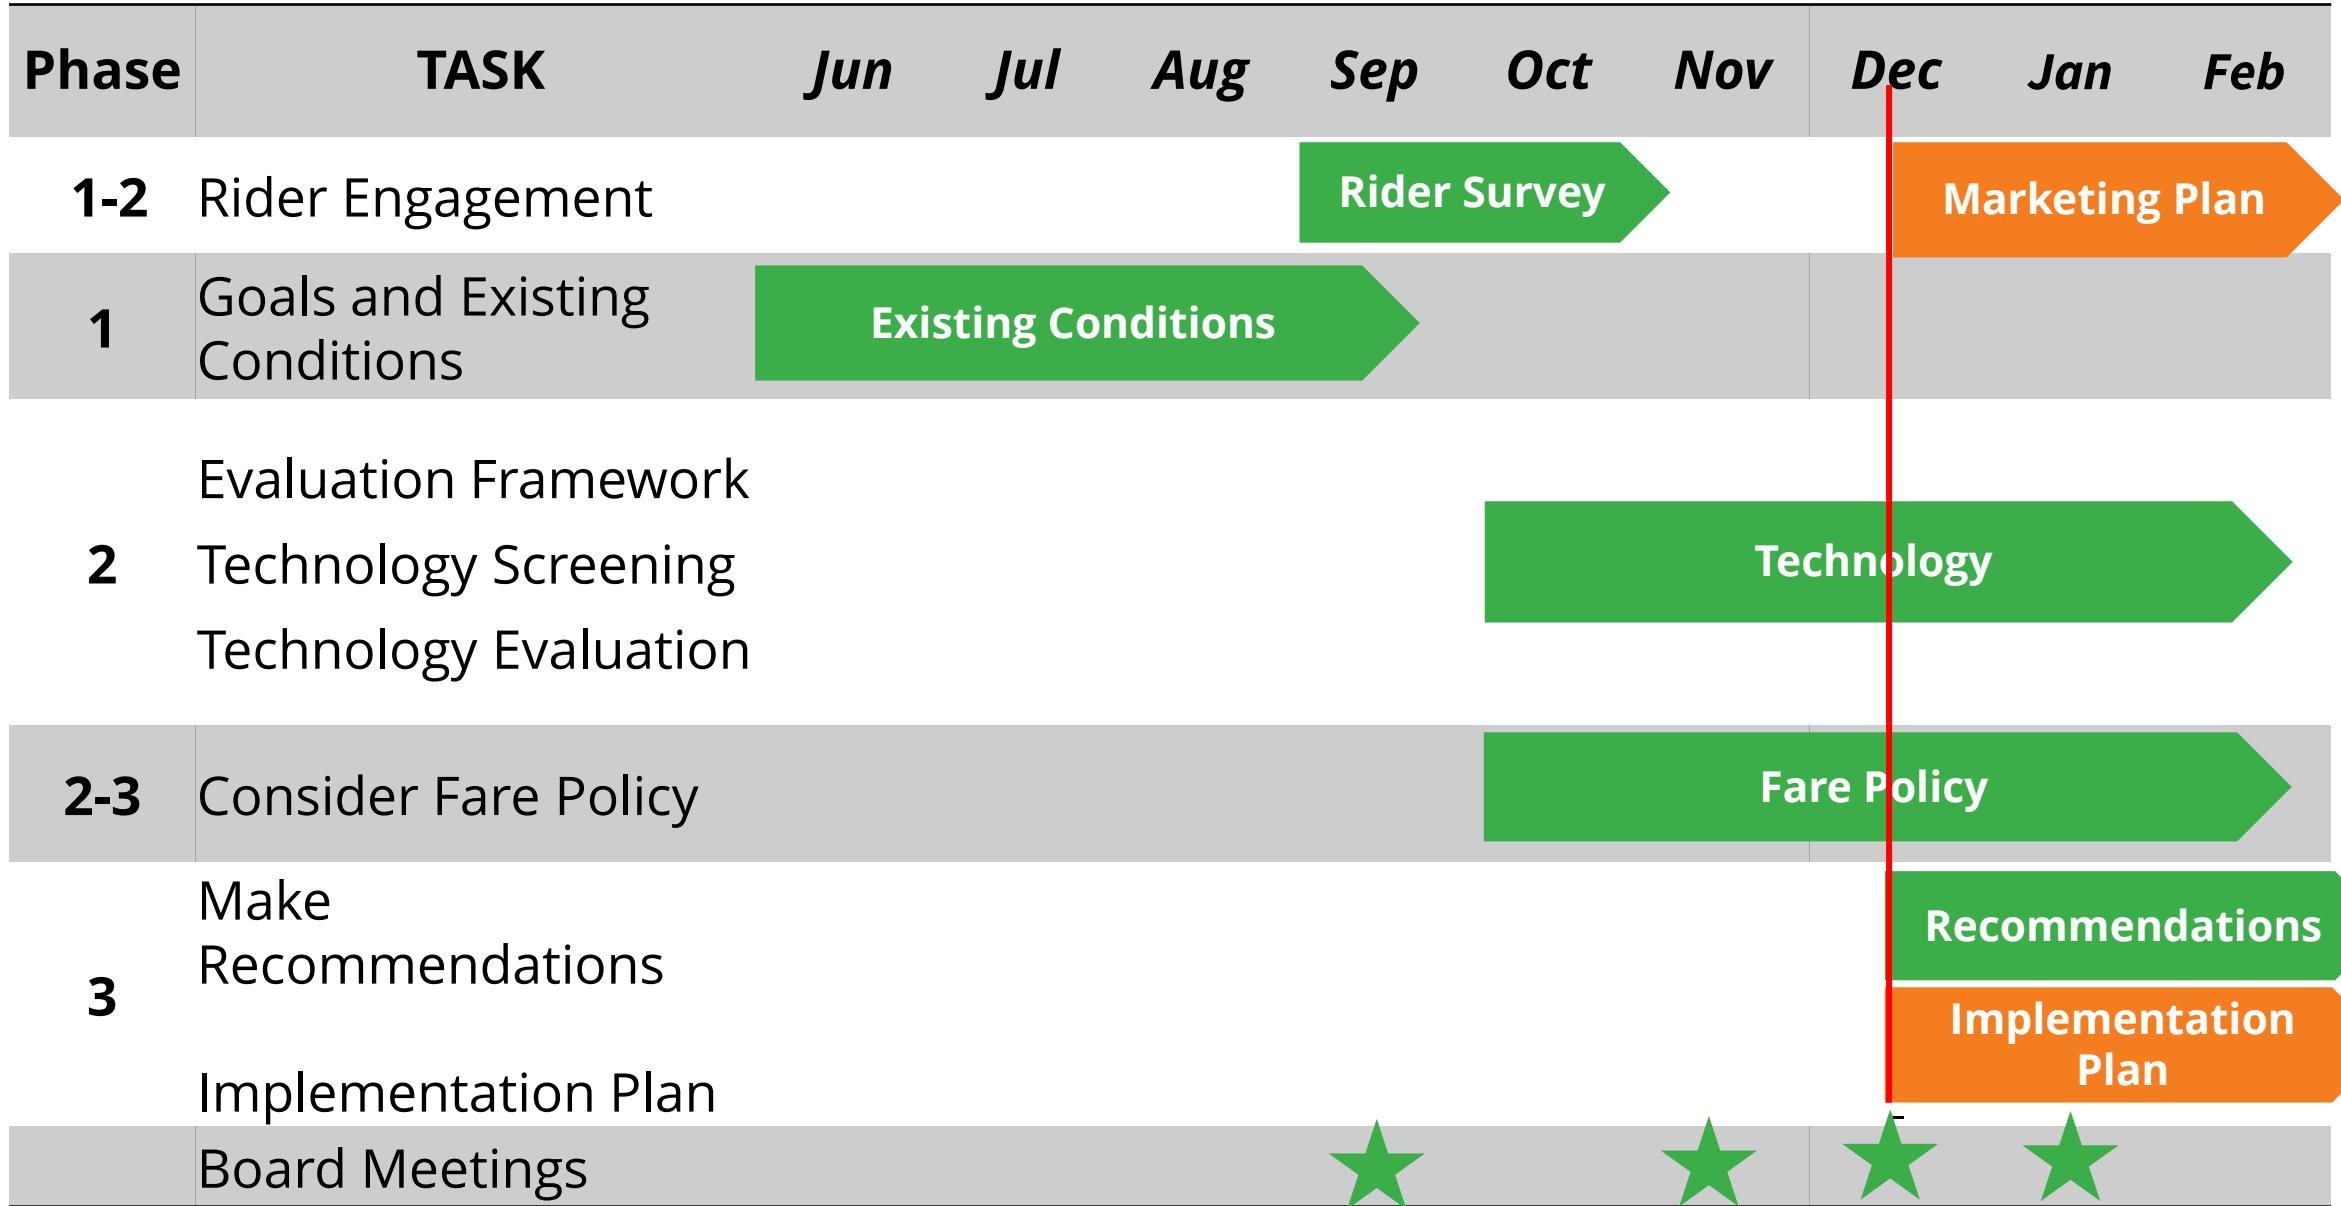 Phase TASK Jun Jul Aug Sep Oct Nov Dec Jan Feb
1-2 Rider Engagement Rider Survey Marketing Plan
Goals and Existing
1 Existing Conditions
Conditions
Evaluation Framework
2 Technology Screening Technology
Technology Evaluation
2-3 Consider Fare Policy Fare Policy
Make
Recommendations Recommendations
3
Implementation
Plan
Implementation Plan
Board Meetings